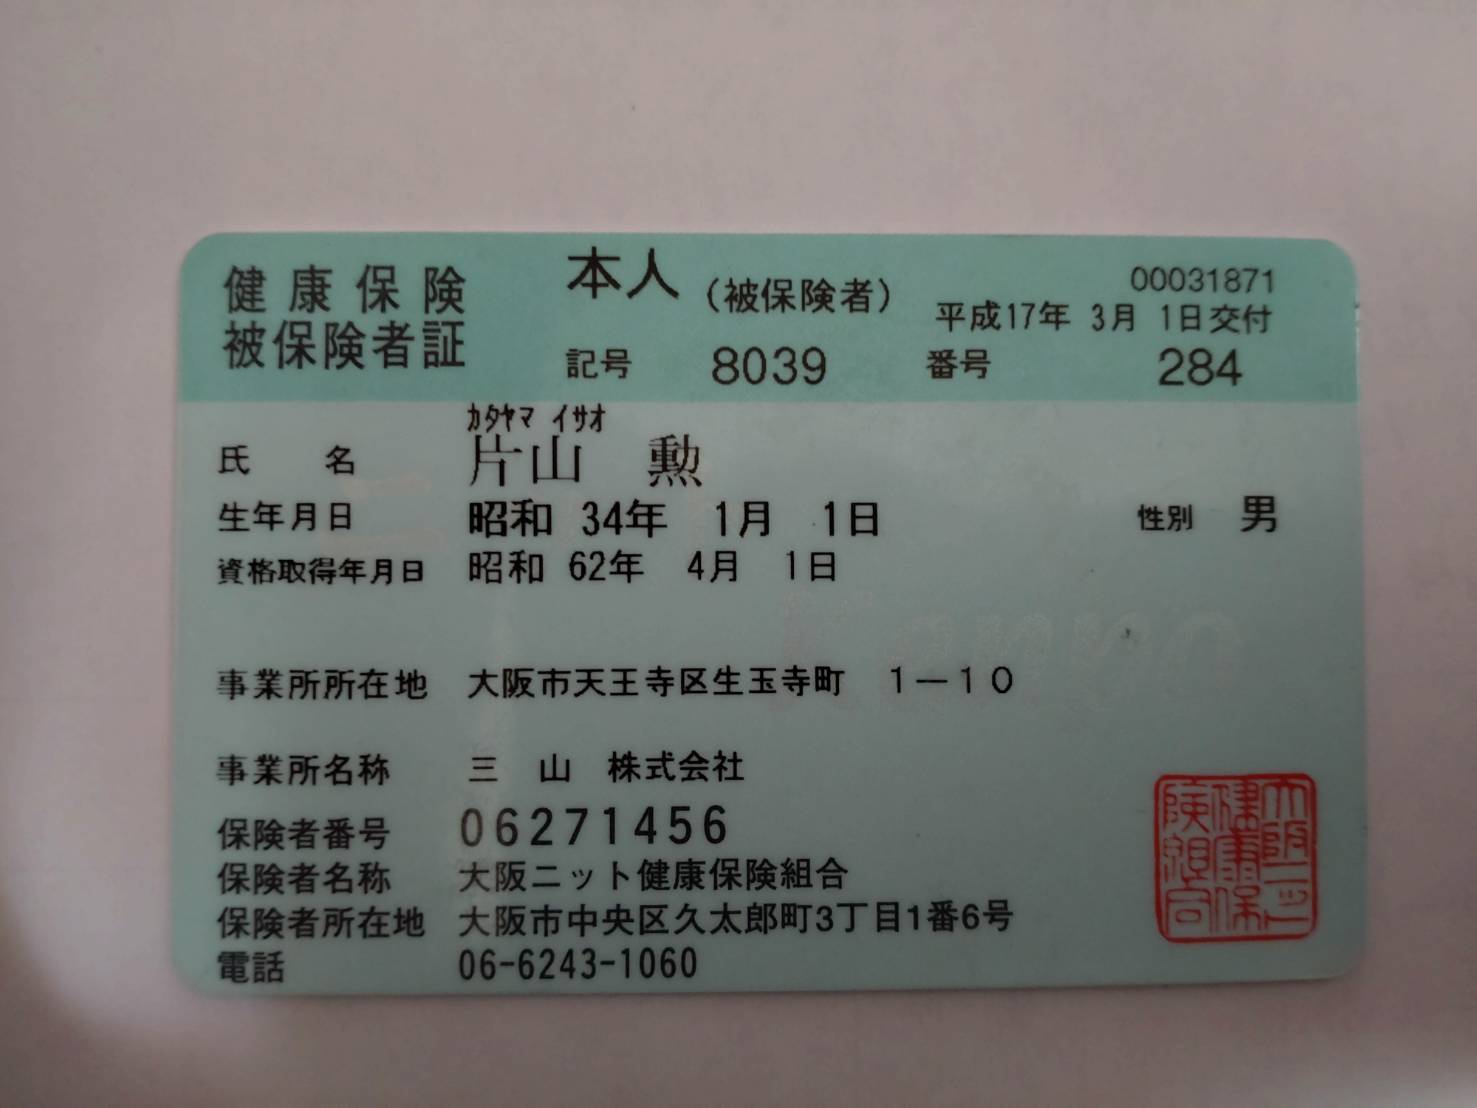 健康保険
被保険者証
本人 (被保険者)
00031871
平成17年 3月 1日交付
記号 8039 番号 284
カタヤマ イサオ
氏名 片山 勲
生年月日 昭和 34年 1月 1日 性別 男
資格取得年月日 昭和 62年 4月 1日
事業所所在地 大阪市天王寺区生玉寺町 1-10
事業所名称 三 山 株式会社
保険者番号 06271456
保険者名称 大阪ニット健康保険組合
保険者所在地 大阪市中央区久太郎町3丁目1番6号
電話 06-6243-1060